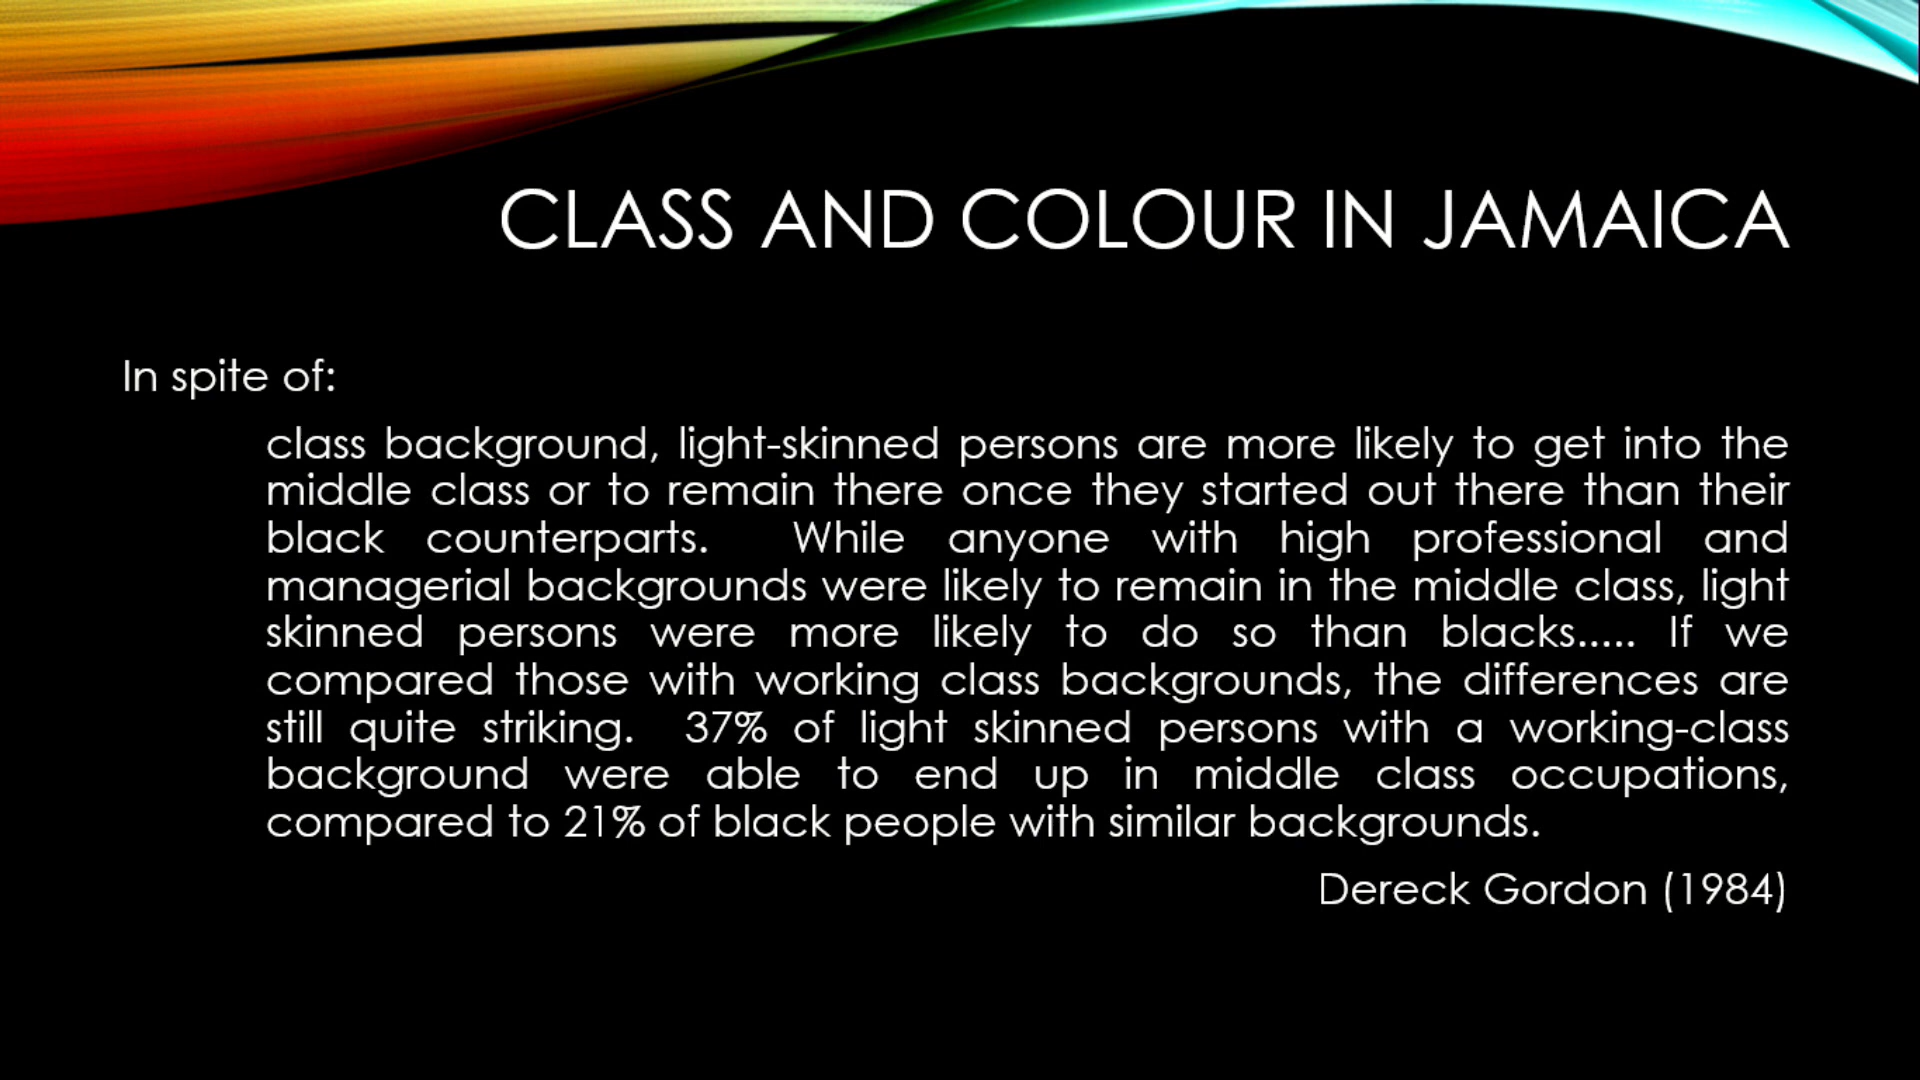 CLASS AND COLOUR IN JAMAICA
In spite of:
class background, light-skinned persons are more likely to get into the
middle class or to remain there once they started out there than their
black counterparts. While anyone with high professional and
managerial backgrounds were likely to remain in the middle class, light
skinned persons were more likely to do so than blacks..... If we
compared those with working class backgrounds, the differences are
still quite striking. 37% of light skinned persons with a working-class
background were able to end up in middle class occupations,
compared to 21% of black people with similar backgrounds.
Dereck Gordon (1984)